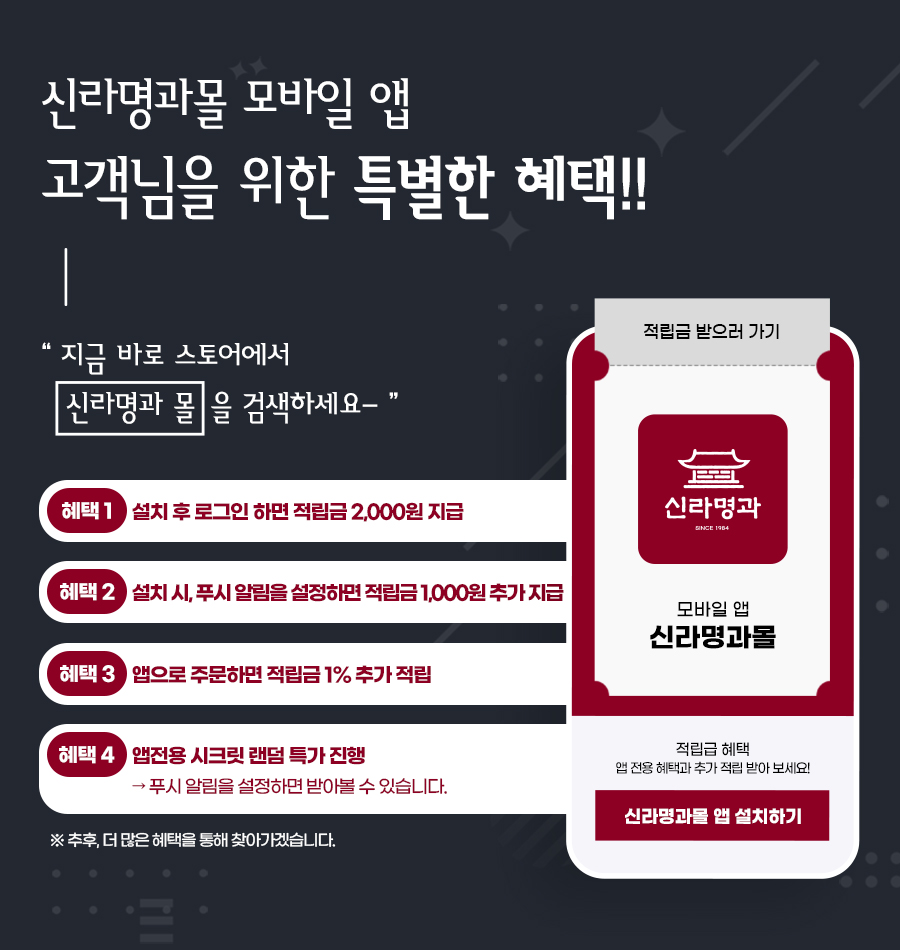 신라명과몰 모바일 앱
고객님을 위한 특별한 혜택!!
“ 지금 바로 스토어에서
신라명과 몰 을 검색하세요– ”
혜택 1 설치 후 로그인 하면 적립금 2,000원 지급
혜택 2 설치 시, 푸시 알림을 설정하면 적립금 1,000원 추가 지급
혜택 3 앱으로 주문하면 적립금 1% 추가 적립
혜택 4 앱전용 시크릿 랜덤 특가 진행
→ 푸시 알림을 설정하면 받아볼 수 있습니다.
※ 추후, 더 많은 혜택을 통해 찾아가겠습니다.
적립금 받으러 가기
신라명과
SINCE 1984
모바일 앱
신라명과몰
적립급 혜택
앱 전용 혜택과 추가 적립 받아 보세요!
신라명과몰 앱 설치하기